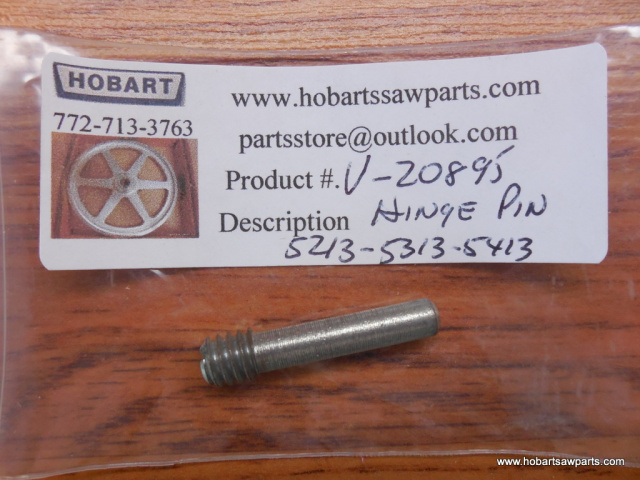 HOBART
772-713-3763
www.hobartssawparts.com
partsstore@outlook.com
Product #. V-20895
Description Hinge Pin
5213-5313-5413
www.hobartsawparts.com